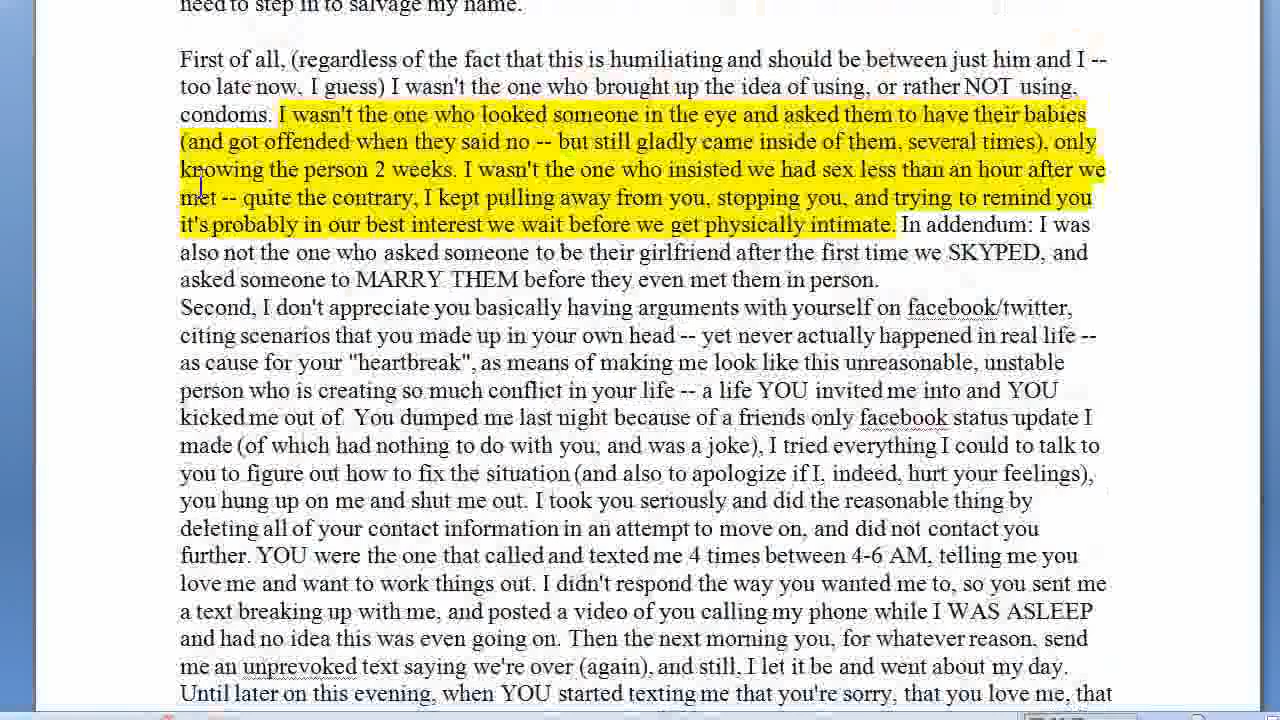 need to step in to salvage my name.
First of all, (regardless of the fact that this is humiliating and should be between just him and I --
too late now, I guess) I wasn't the one who brought up the idea of using, or rather NOT using,
condoms. I wasn't the one who looked someone in the eye and asked them to have their babies
(and got offended when they said no -- but still gladly came inside of them, several times), only
knowing the person 2 weeks. I wasn't the one who insisted we had sex less than an hour after we
met -- quite the contrary, I kept pulling away from you, stopping you, and trying to remind you
it's probably in our best interest we wait before we get physically intimate. In addendum: I was
also not the one who asked someone to be their girlfriend after the first time we SKYPED, and
asked someone to MARRY THEM before they even met them in person.
Second, I don't appreciate you basically having arguments with yourself on facebook/twitter,
citing scenarios that you made up in your own head -- yet never actually happened in real life --
as cause for your "heartbreak", as means of making me look like this unreasonable, unstable
person who is creating so much conflict in your life -- a life YOU invited me into and YOU
kicked me out of. You dumped me last night because of a friends only facebook status update I
made (of which had nothing to do with you, and was a joke), I tried everything I could to talk to
you to figure out how to fix the situation (and also to apologize if I, indeed, hurt your feelings),
you hung up on me and shut me out. I took you seriously and did the reasonable thing by
deleting all of your contact information in an attempt to move on, and did not contact you
further. YOU were the one that called and texted me 4 times between 4-6 AM, telling me you
love me and want to work things out. I didn't respond the way you wanted me to, so you sent me
a text breaking up with me, and posted a video of you calling my phone while I WAS ASLEEP
and had no idea this was even going on. Then the next morning you, for whatever reason, send
me an unprevoked text saying we're over (again), and still, I let it be and went about my day.
Until later on this evening, when YOU started texting me that you're sorry, that you love me, that